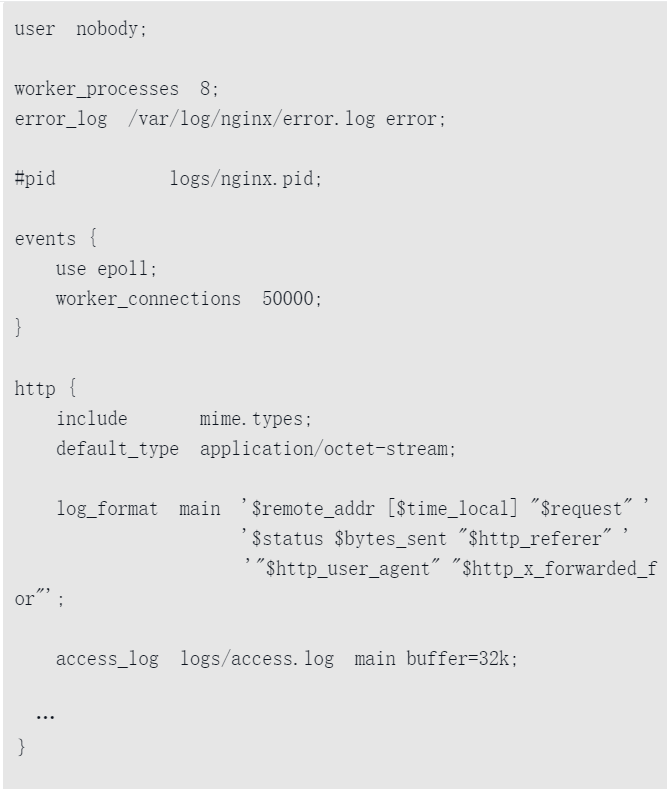 user  nobody;

worker_processes  8;
error_log  /var/log/nginx/error.log error;

#pid           logs/nginx.pid;

events {
    use epoll;
    worker_connections  50000;
}

http {
    include       mime.types;
    default_type  application/octet-stream;

    log_format  main  '$remote_addr [$time_local] "$request" '
                      '$status $bytes_sent "$http_referer" '
                      '"$http_user_agent" "$http_x_forwarded_f
or"';

    access_log  logs/access.log  main buffer=32k;

  …
}